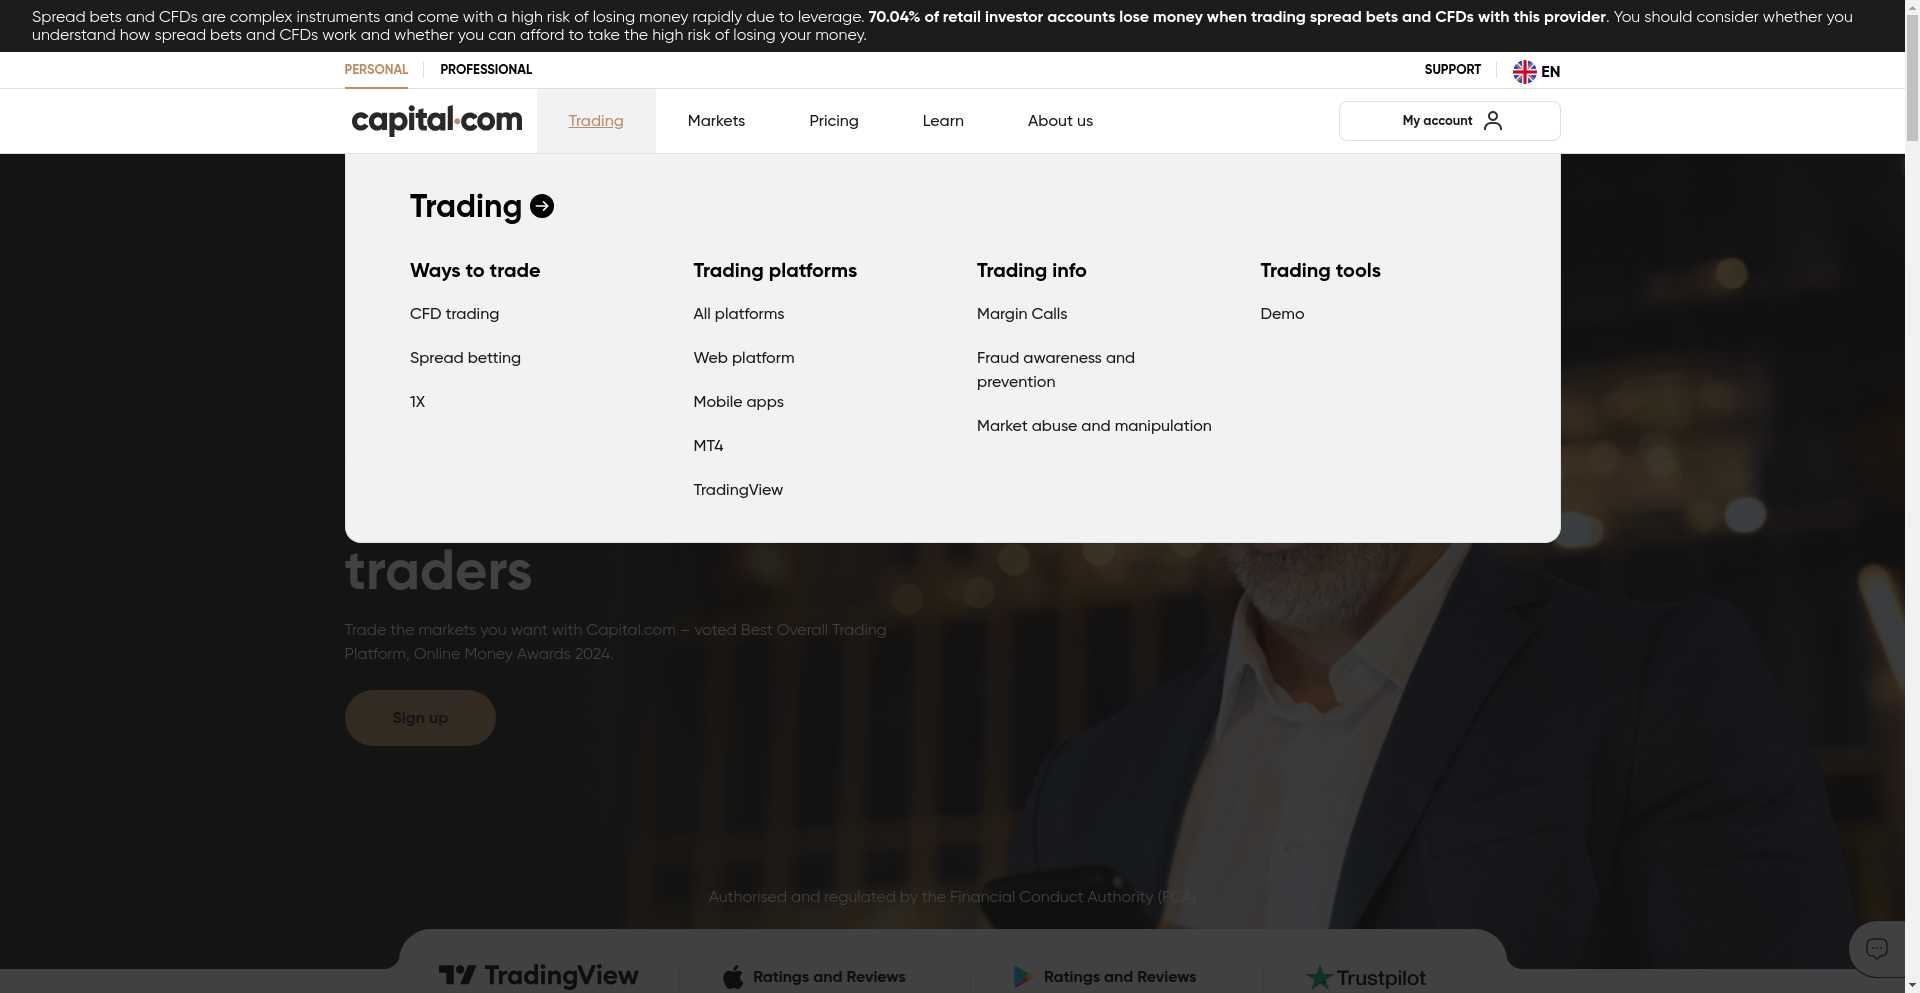 Spread bets and CFDs are complex instruments and come with a high risk of losing money rapidly due to leverage. 70.04% of retail investor accounts lose money when trading spread bets and CFDs with this provider. You should consider whether you
understand how spread bets and CFDs work and whether you can afford to take the high risk of losing your money.
PERSONAL PROFESSIONAL SUPPORT EN
capital.com Trading Markets Pricing Learn About us My account
Trading
Ways to trade
CFD trading
Spread betting
1X
Trading platforms
All platforms
Web platform
Mobile apps
MT4
TradingView
Trading info
Margin Calls
Fraud awareness and
prevention
Market abuse and manipulation
Trading tools
Demo
traders
Trade the markets you want with Capital.com – voted Best Overall Trading
Platform, Online Money Awards 2024.
Sign up
Authorised and regulated by the Financial Conduct Authority (FCA)
TradingView Ratings and Reviews Ratings and Reviews Trustpilot